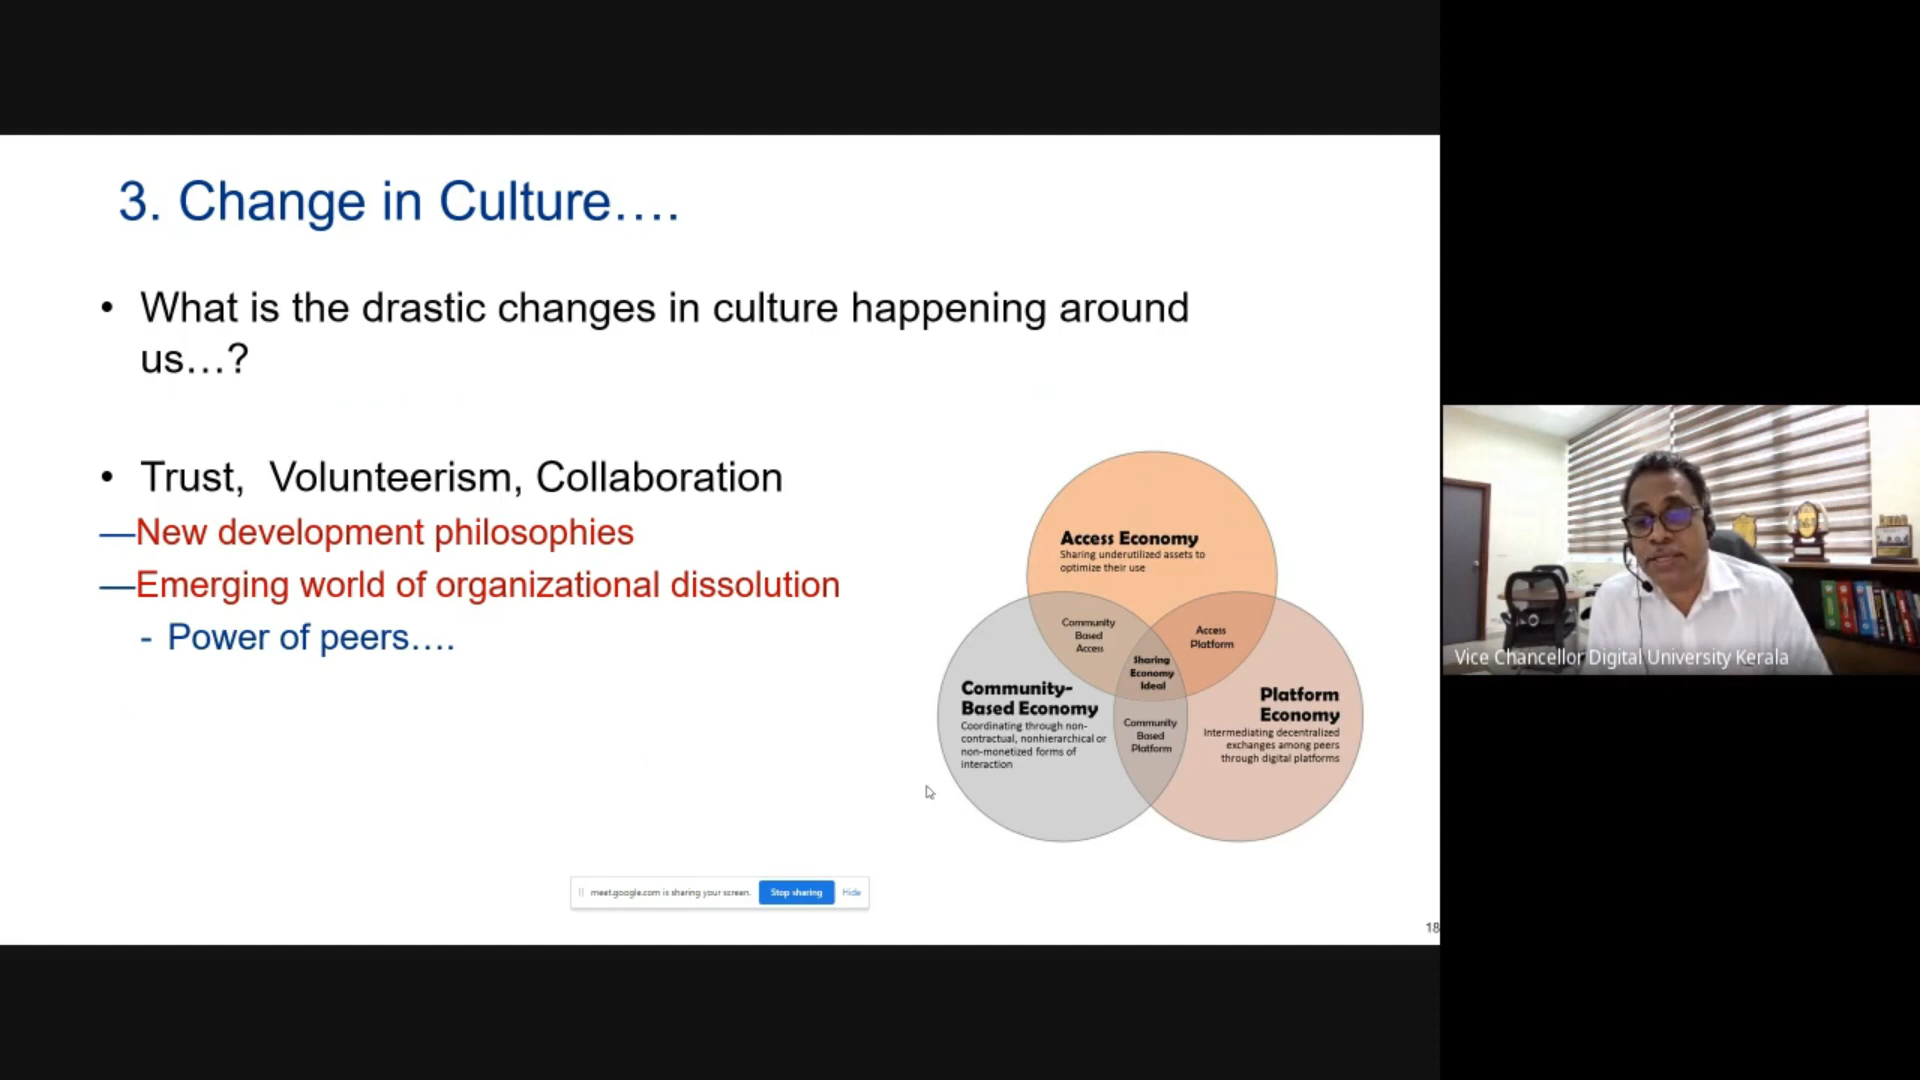 3. Change in Culture….
• What is the drastic changes in culture happening around
us…?
• Trust, Volunteerism, Collaboration
—New development philosophies
—Emerging world of organizational dissolution
- Power of peers….
Access Economy
Sharing underutilized assets to
optimize their use
Community
Based
Access
Access
Platform
Sharing
Economy
Ideal
Community-
Based Economy
Coordinating through non-
contractual, nonhierarchical or
non-monetized forms of
interaction
Community
Based
Platform
Platform
Economy
Intermediating decentralized
exchanges among peers
through digital platforms
meet.google.com is sharing your screen. Stop sharing Hide
18
Vice Chancellor Digital University Kerala